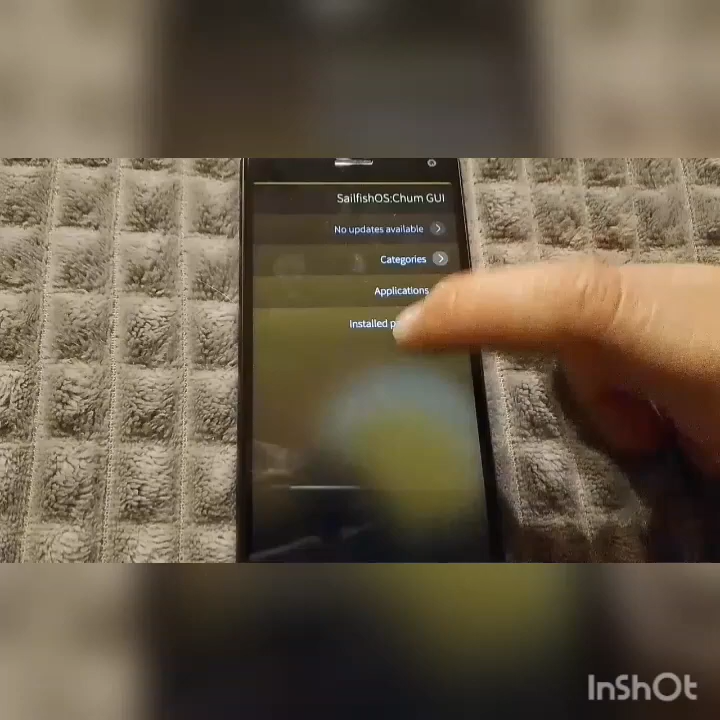 SailfishOS:Chum GUI
No updates available
Categories
Applications
Installed
InShOt